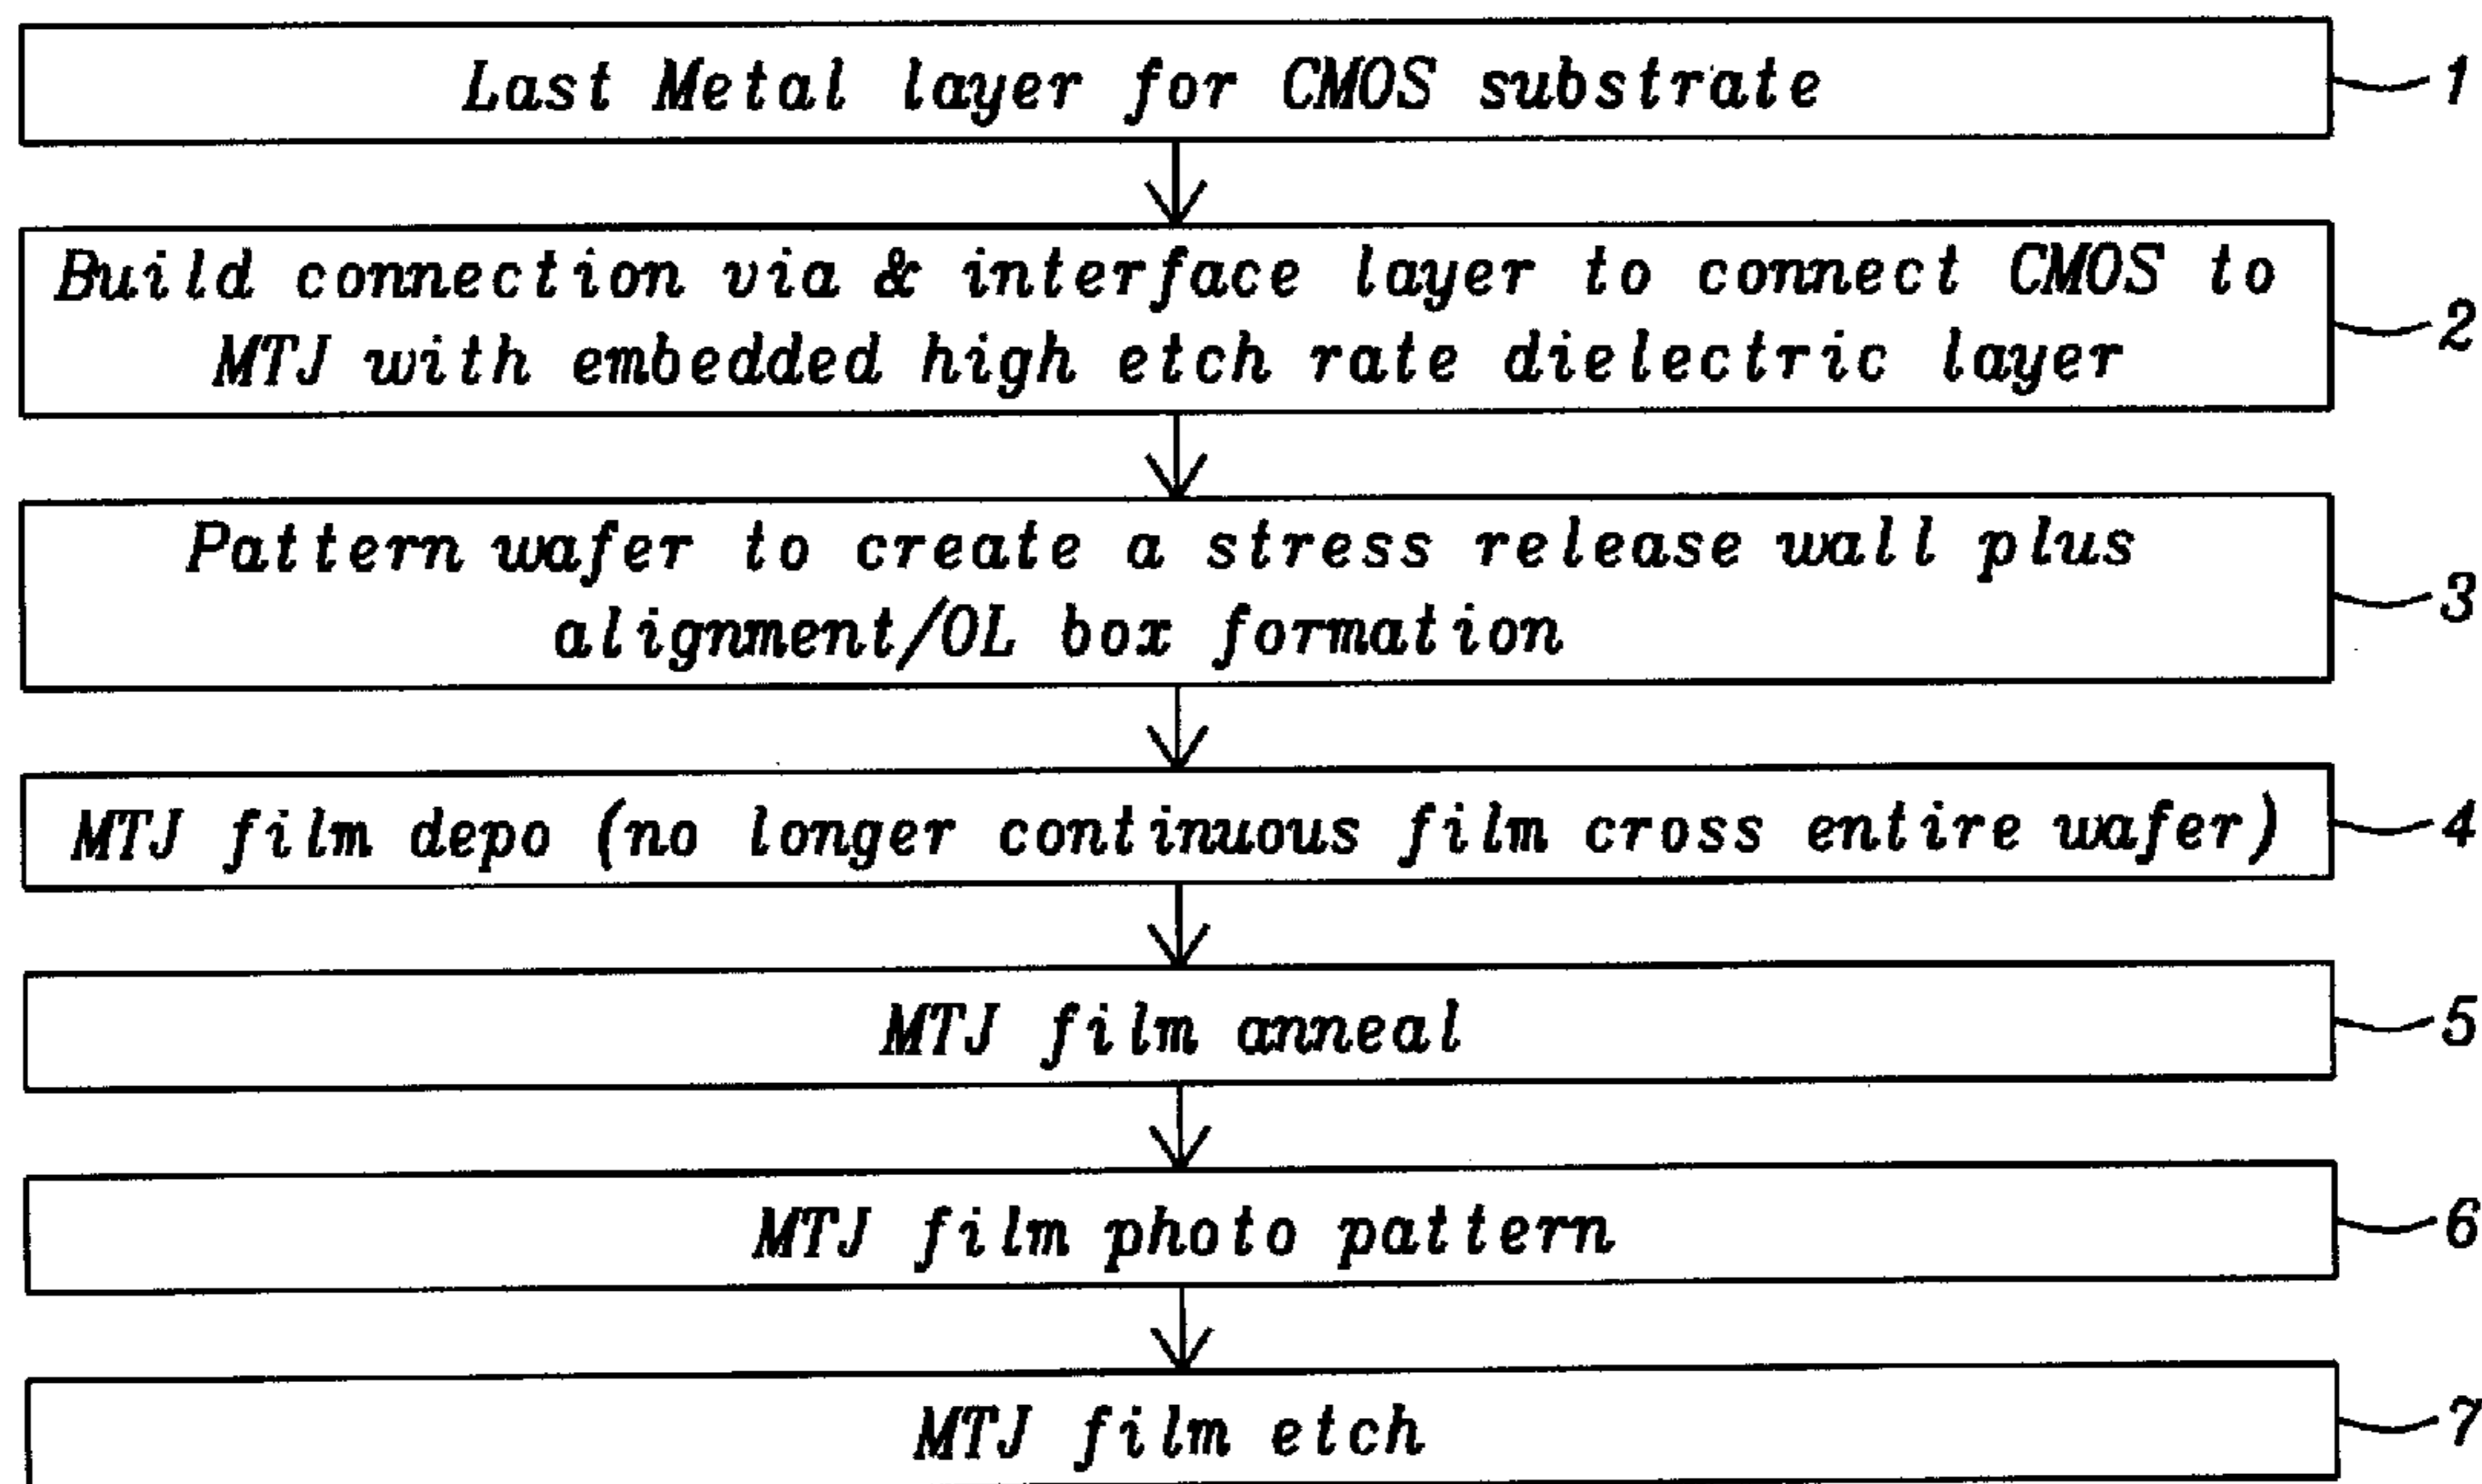 Last Metal layer for CMOS substrate
1
Build connection via & interface layer to connect CMOS to
MTJ with embedded high etch rate dielectric layer
2
Pattern wafer to create a stress release wall plus
alignment/OL box formation
3
MTJ film depo (no longer continuous film cross entire wafer)
4
MTJ film anneal
5
MTJ film photo pattern
6
MTJ film etch
7